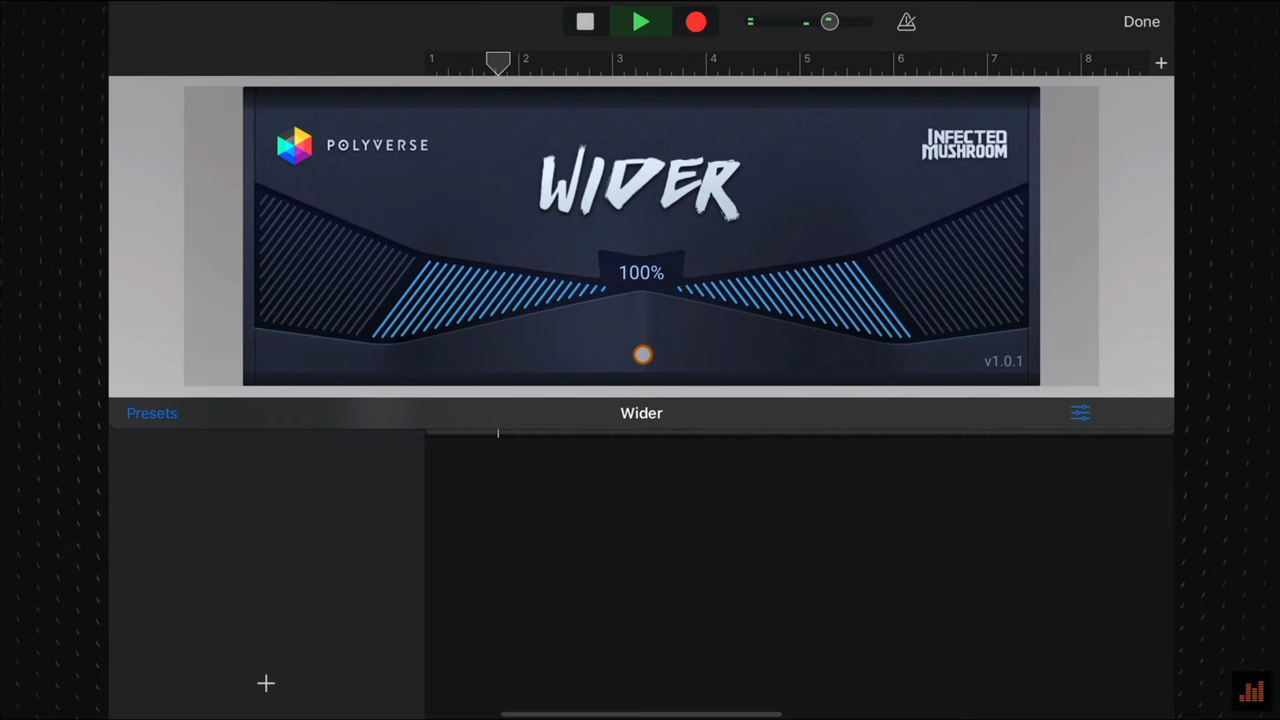 Done
1 2 3 4 5 6 7 8
POLYVERSE
WIDER
INFECTED
MUSHROOM
100%
v1.0.1
Presets
Wider